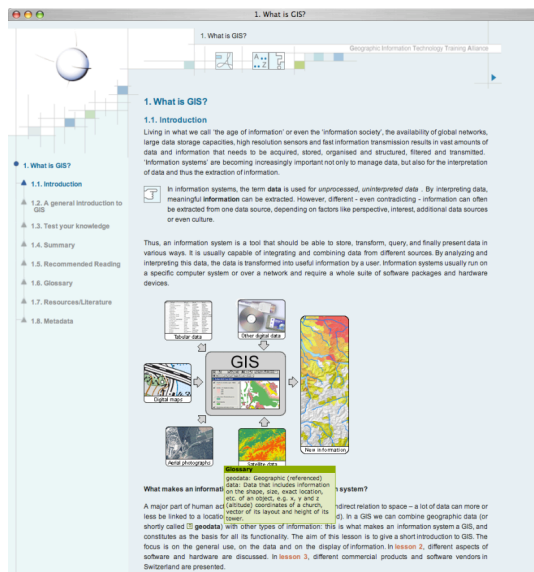 1. What is GIS?
1. What is GIS?
Geographic Information Technology Training Alliance
A
Z
1. What is GIS?
1.1. Introduction
1.2. A general introduction to
GIS
1.3. Test your knowledge
1.4. Summary
1.5. Recommended Reading
1.6. Glossary
1.7. Resources/Literature
1.8. Metadata
1. What is GIS?
1.1. Introduction
Living in what we call 'the age of information' or even the 'information society', the availability of global networks,
large data storage capacities, high resolution sensors and fast information transmission results in vast amounts of
data and information that needs to be acquired, stored, organised and structured, filtered and transmitted.
'Information systems' are becoming increasingly important not only to manage data, but also for the interpretation
of data and thus the extraction of information.
In information systems, the term data is used for unprocessed, uninterpreted data . By interpreting data,
meaningful information can be extracted. However, different - even contradicting - information can often
be extracted from one data source, depending on factors like perspective, interest, additional data sources
or even culture.
Thus, an information system is a tool that should be able to store, transform, query, and finally present data in
various ways. It is usually capable of integrating and combining data from different sources. By analyzing and
interpreting this data, the data is transformed into useful information by a user. Information systems usually run on
a specific computer system or over a network and require a whole suite of software packages and hardware
devices.
Tabular data
Other digital data
GIS
Digital maps
Aerial photographs
Satellite data
New information
Glossary
geodata: Geographic (referenced)
data: Data that includes information
on the shape, size, exact location,
etc. of an object, e.g. x, y and z
(altitude) coordinates of a church,
vector of its layout and height of its
tower.
What makes an informati n system?
A major part of human act ndirect relation to space – a lot of data can more or
less be linked to a locatio d). In a GIS we can combine geographic data (or
shortly called geodata) with other types of information: this is what makes an information system a GIS, and
constitutes as the basis for all its functionality. The aim of this lesson is to give a short introduction to GIS. The
focus is on the general use, on the data and on the display of information. In lesson 2, different aspects of
software and hardware are discussed. In lesson 3, different commercial products and software vendors in
Switzerland are presented.